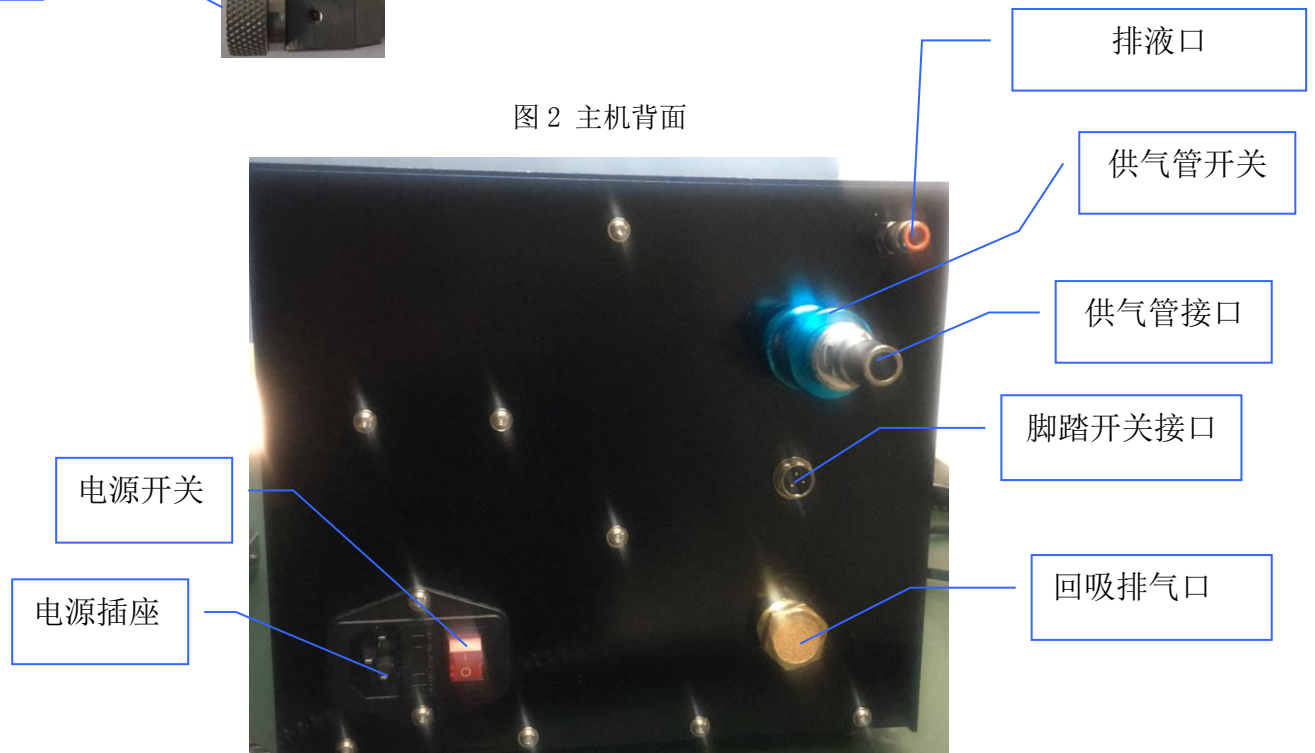 排液口
图 2 主机背面
供气管开关
供气管接口
脚踏开关接口
电源开关
回吸排气口
电源插座